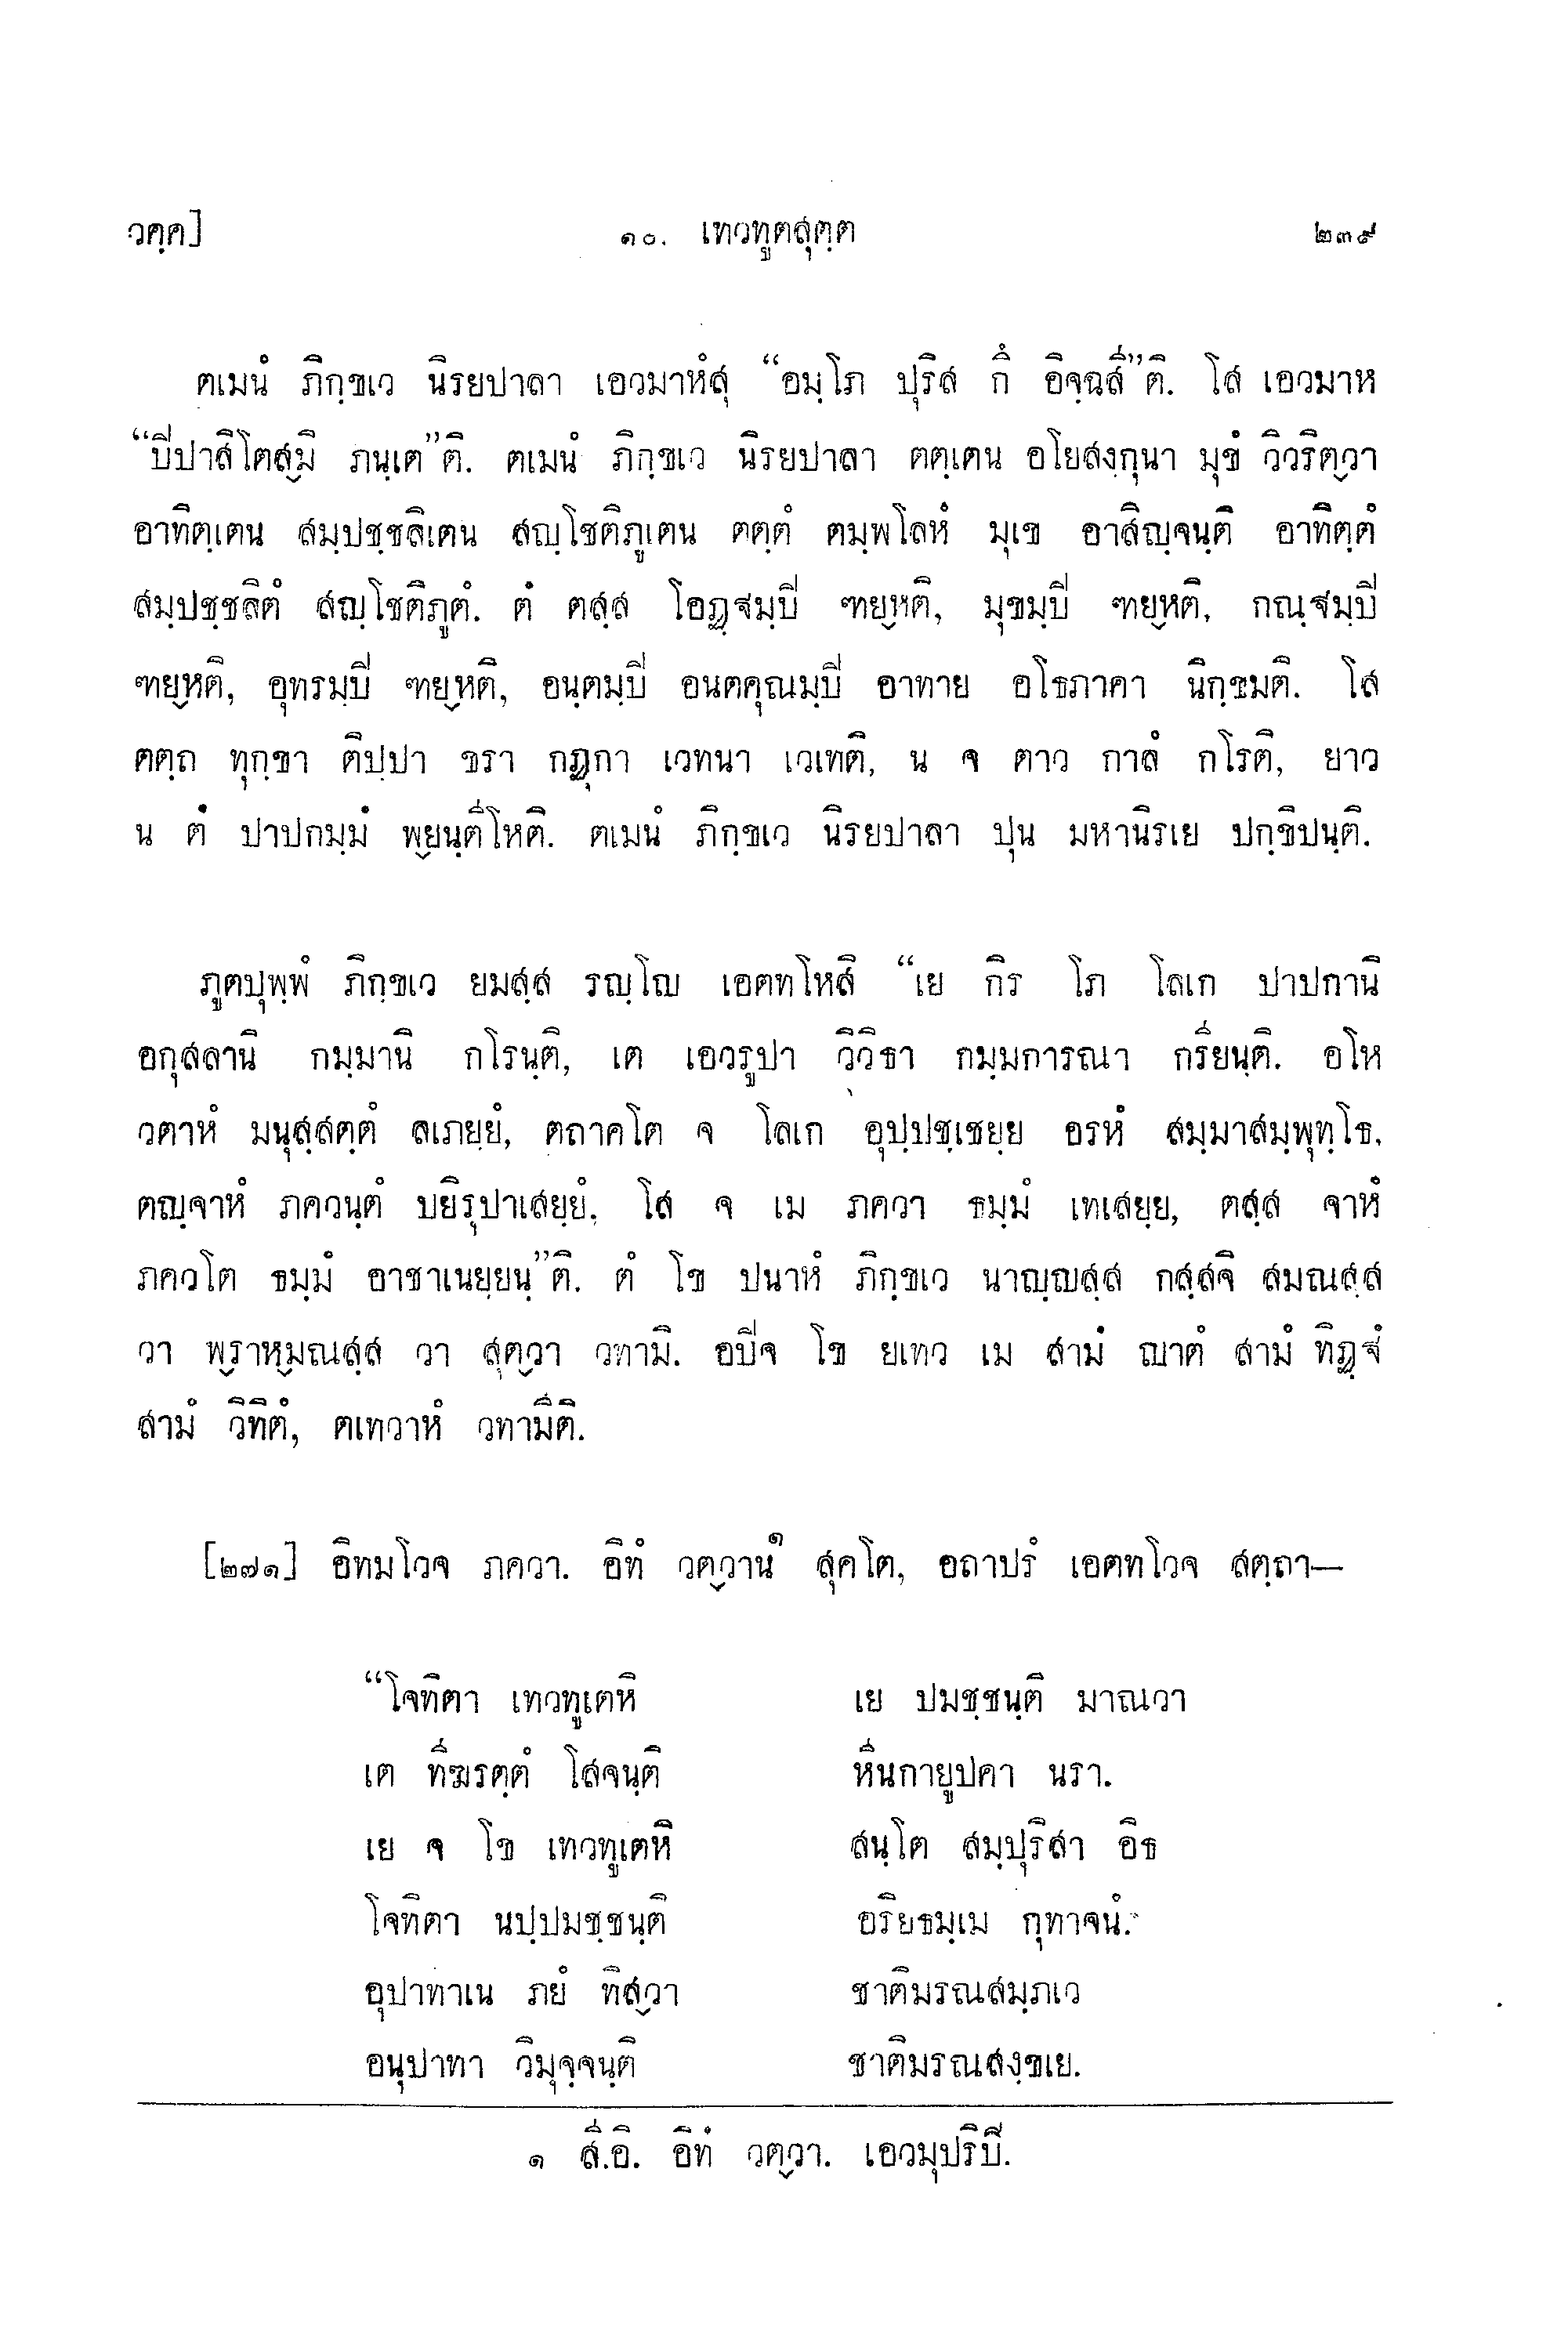 วคฺค] ๑๐. เทวทูตสุตฺต ๒๓๙
ตเมนํ ภิกฺขเว นิรยปาลา เอวมาหํสุ “อมฺโภ ปุริส กึ อิจฺฉสี”ติ. โส เอวมาห
“ปิปาสิโตสฺมิ ภนฺเต”ติ. ตเมนํ ภิกฺขเว นิรยปาลา ตตฺเตน อโยสงฺกุนา มุขํ วิวริตฺวา
อาทิตฺเตน สมฺปชฺชลิเตน สญฺโชติภูเตน ตตฺตํ ตมฺพโลหํ มุเข อาสิญฺจนฺติ อาทิตฺตํ
สมฺปชฺชลิตํ สญฺโชติภูตํ. ตํ ตสฺส โอฏฺฐมฺปิ ฑยฺหติ, มุขมฺปิ ฑยฺหติ, กณฺฐมฺปิ
ฑยฺหติ, อุทรมฺปิ ฑยฺหติ, อนฺตมฺปิ อนตคุณมฺปิ อาทาย อโธภาคา นิกฺขมติ. โส
ตตฺถ ทุกฺขา ติปฺปา ขรา กฏุกา เวทนา เวเทติ, น จ ตาว กาลํ กโรติ, ยาว
น ตํ ปาปกมฺมํ พฺยนฺตีโหติ. ตเมนํ ภิกฺขเว นิรยปาลา ปุน มหานิรเย ปกฺขิปนฺติ.
ภูตปุพฺพํ ภิกฺขเว ยมสฺส รญฺโญ เอตทโหสิ “เย กิร โภ โลเก ปาปกานิ
อกุสลานิ กมฺมานิ กโรนฺติ, เต เอวรูปา วิวิธา กมฺมการณา กรียนฺติ. อโห
วตาหํ มนุสฺสตฺตํ ลเภยฺยํ, ตถาคโต จ โลเก อุปฺปชฺเชยฺย อรหํ สมฺมาสมฺพุทฺโธ,
ตญฺจาหํ ภควนฺตํ ปยิรุปาเสยฺยํ, โส จ เม ภควา ธมฺมํ เทเสยฺย, ตสฺส จาหํ
ภควโต ธมฺมํ อาชาเนยฺยนฺ”ติ. ตํ โข ปนาหํ ภิกฺขเว นาญฺญสฺส กสฺสจิ สมณสฺส
วา พฺราหฺมณสฺส วา สุตฺวา วทามิ. อปิจ โข ยเทว เม สามํ ญาตํ สามํ ทิฏฺฐํ
สามํ วิทิตํ, ตเทวาหํ วทามีติ.
[๒๗๑] อิทมโวจ ภควา. อิทํ วตฺวาน๑ สุคโต, อถาปรํ เอตทโวจ สตฺถา—
“โจทิตา เทวทูเตหิ เย ปมชฺชนฺติ มาณวา
เต ทีฆรตฺตํ โสจนฺติ หีนกายูปคา นรา.
เย จ โข เทวทูเตหิ สนฺโต สมฺปุริสา อิธ
โจทิตา นปฺปมชฺชนฺติ อริยธมฺเม กุทาจนํ.
อุปาทาเน ภยํ ทิสฺวา ชาติมรณสมฺภเว
อนุปาทา วิมุจฺจนฺติ ชาติมรณสงฺขเย.
๑ สี.อิ. อิทํ วตฺวา. เอวมุปริปิ.